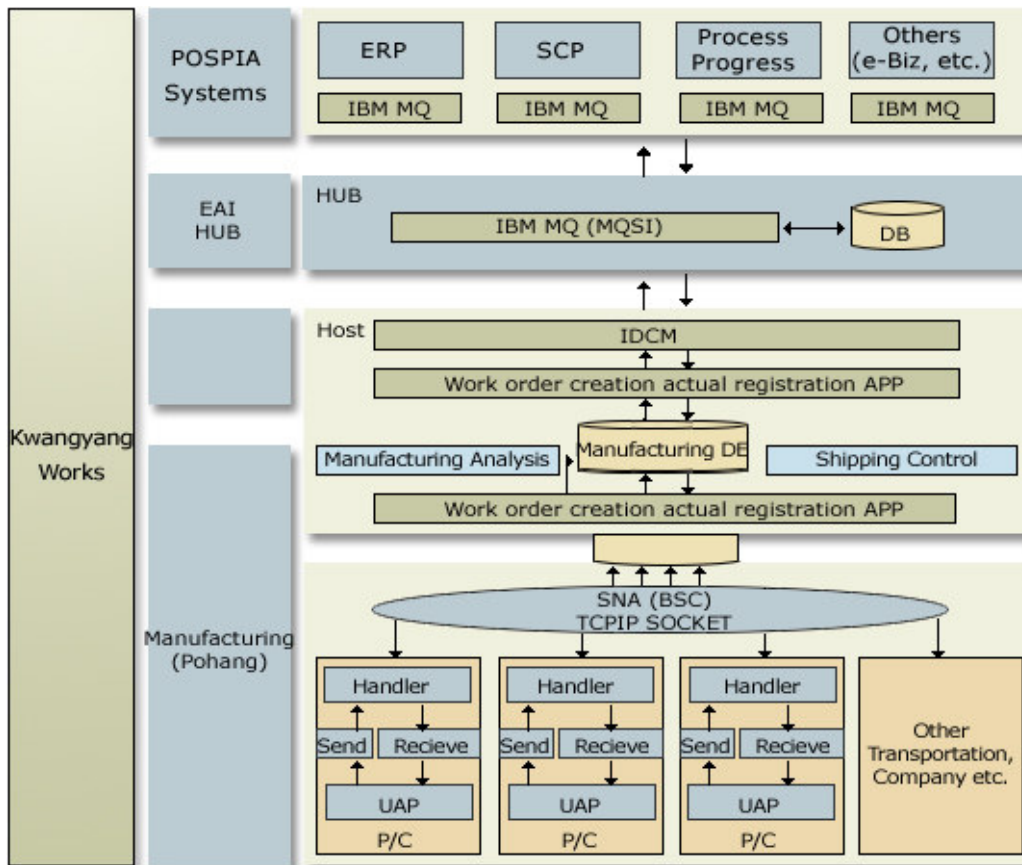 Kwangyang
Works
POSPIA
Systems
ERP
SCP
Process
Progress
Others
(e-Biz, etc.)
IBM MQ
IBM MQ
IBM MQ
IBM MQ
EAI
HUB
HUB
IBM MQ (MQSI)
DB
Host
IDCM
Work order creation actual registration APP
Manufacturing Analysis
Manufacturing DE
Shipping Control
Work order creation actual registration APP
Manufacturing
(Pohang)
SNA (BSC)
TCPIP SOCKET
Handler
Send
Recieve
UAP
P/C
Handler
Send
Recieve
UAP
P/C
Handler
Send
Recieve
UAP
P/C
Other
Transportation,
Company etc.